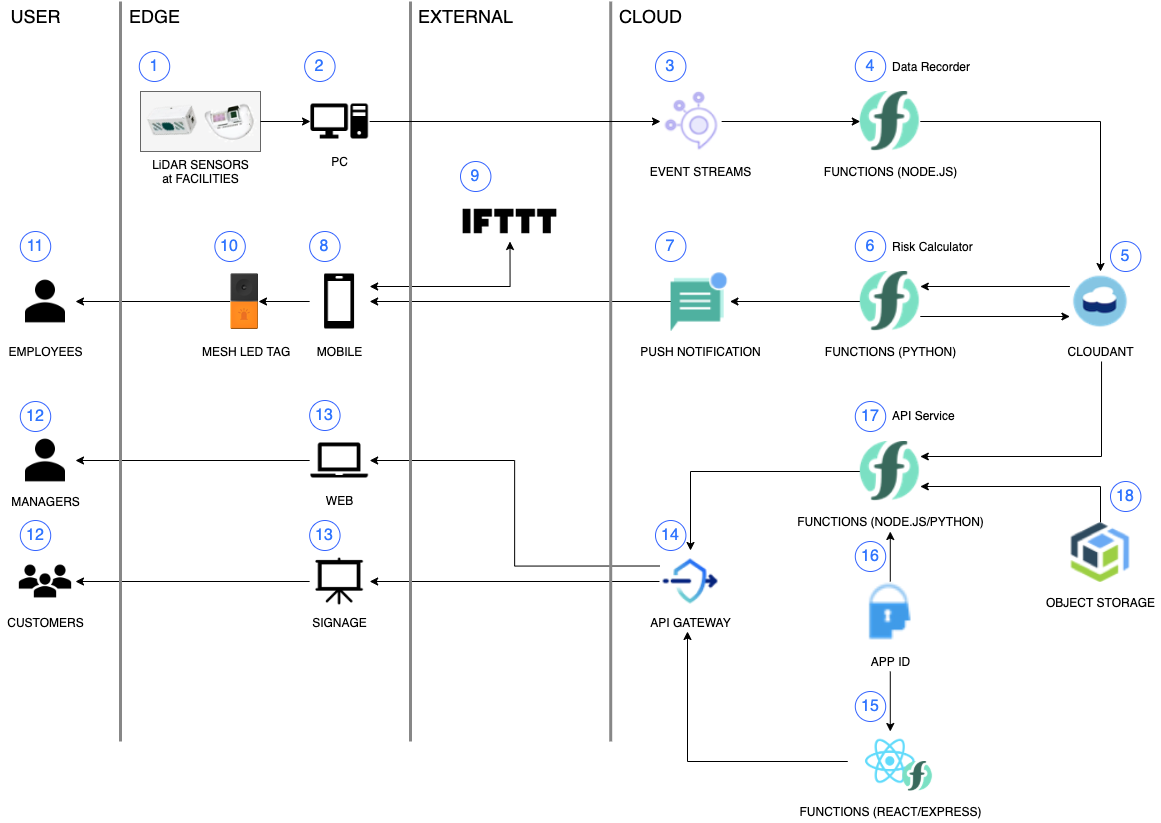 USER
EDGE
EXTERNAL
CLOUD
1
2
3
4
Data Recorder
LiDAR SENSORS
at FACILITIES
PC
EVENT STREAMS
FUNCTIONS (NODE.JS)
9
IFTTT
11
10
8
7
6
Risk Calculator
5
EMPLOYEES
MESH LED TAG
MOBILE
PUSH NOTIFICATION
FUNCTIONS (PYTHON)
CLOUDANT
12
13
17
API Service
MANAGERS
WEB
FUNCTIONS (NODE.JS/PYTHON)
18
12
13
14
16
CUSTOMERS
SIGNAGE
API GATEWAY
OBJECT STORAGE
APP ID
15
FUNCTIONS (REACT/EXPRESS)